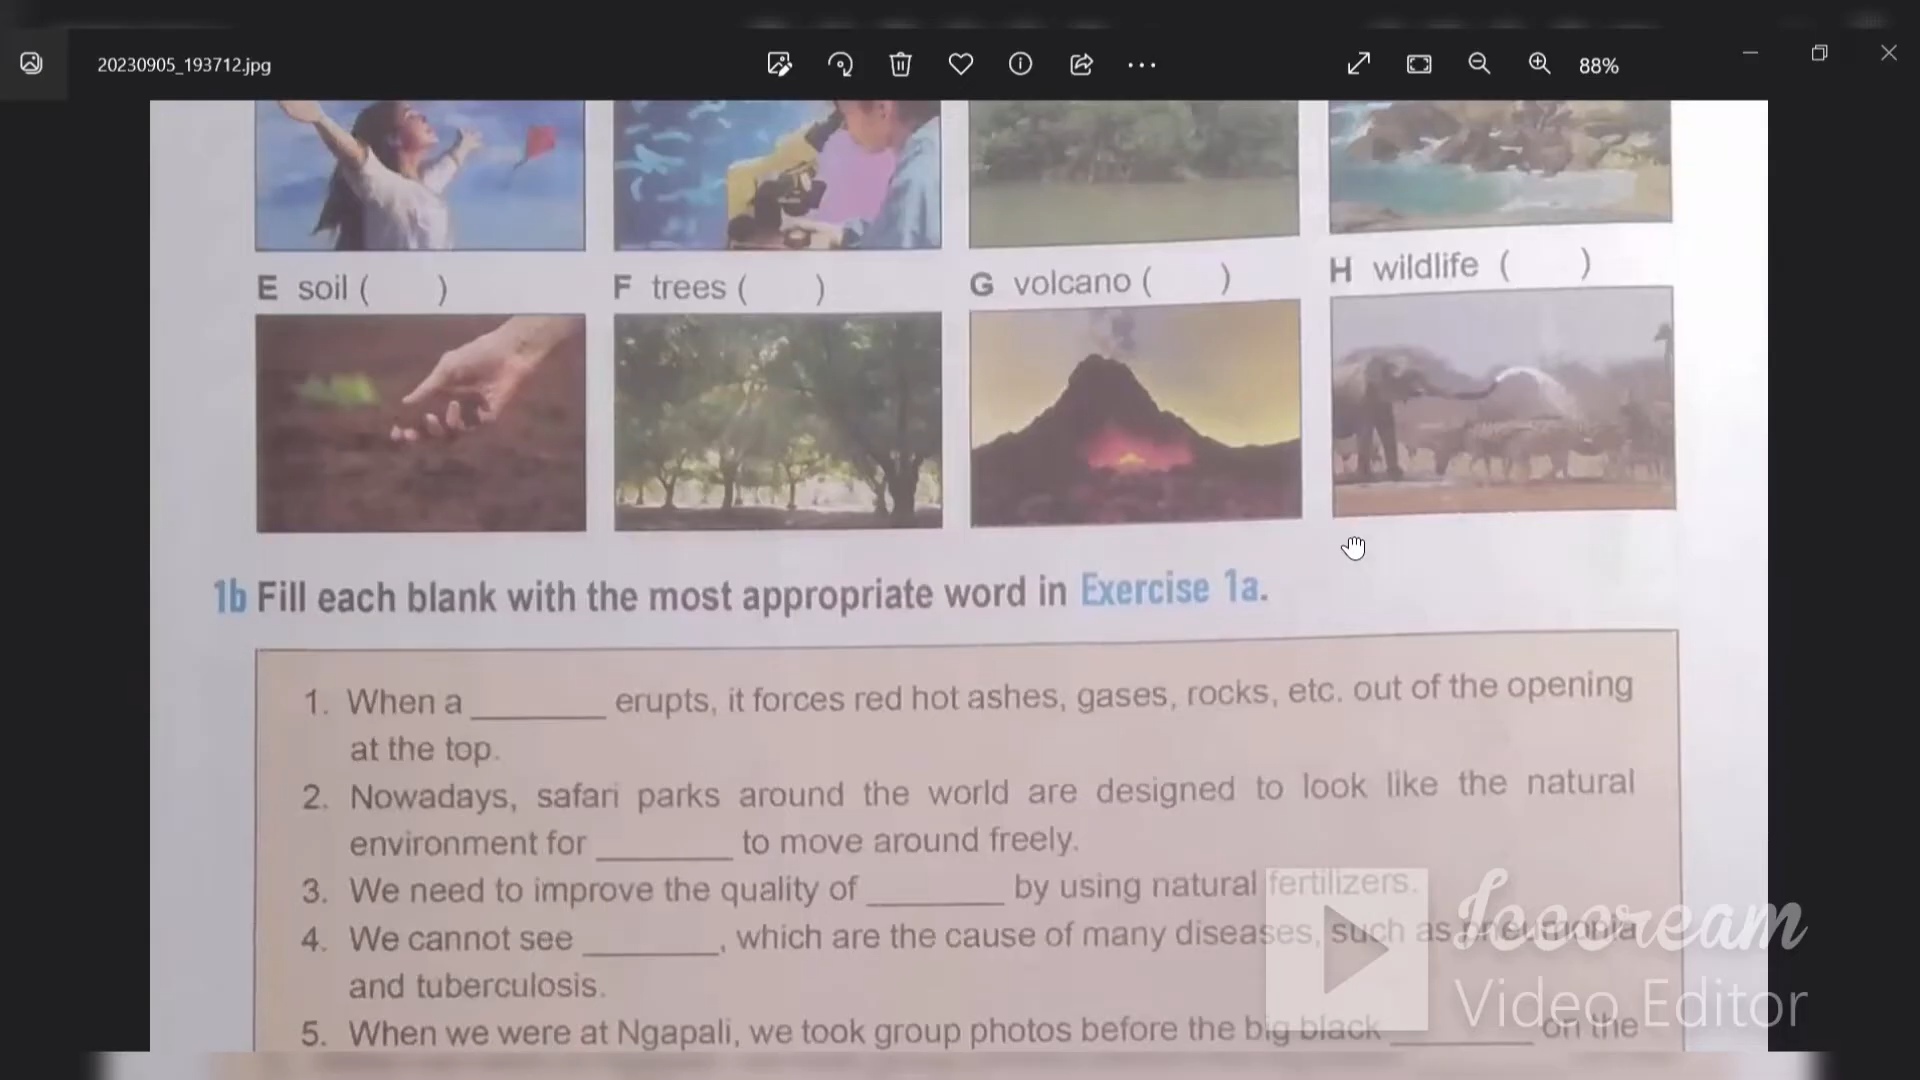 20230905_193712.jpg
88%
E soil ( )
F trees ( )
G volcano ( )
H wildlife ( )
1b Fill each blank with the most appropriate word in Exercise 1a.
1. When a ________ erupts, it forces red hot ashes, gases, rocks, etc. out of the opening
at the top.
2. Nowadays, safari parks around the world are designed to look like the natural
environment for ________ to move around freely.
3. We need to improve the quality of ________ by using natural fertilizers.
4. We cannot see ________, which are the cause of many diseases, such as pneumonia
and tuberculosis.
5. When we were at Ngapali, we took group photos before the big black ________ on the
Icecream
Video Editor